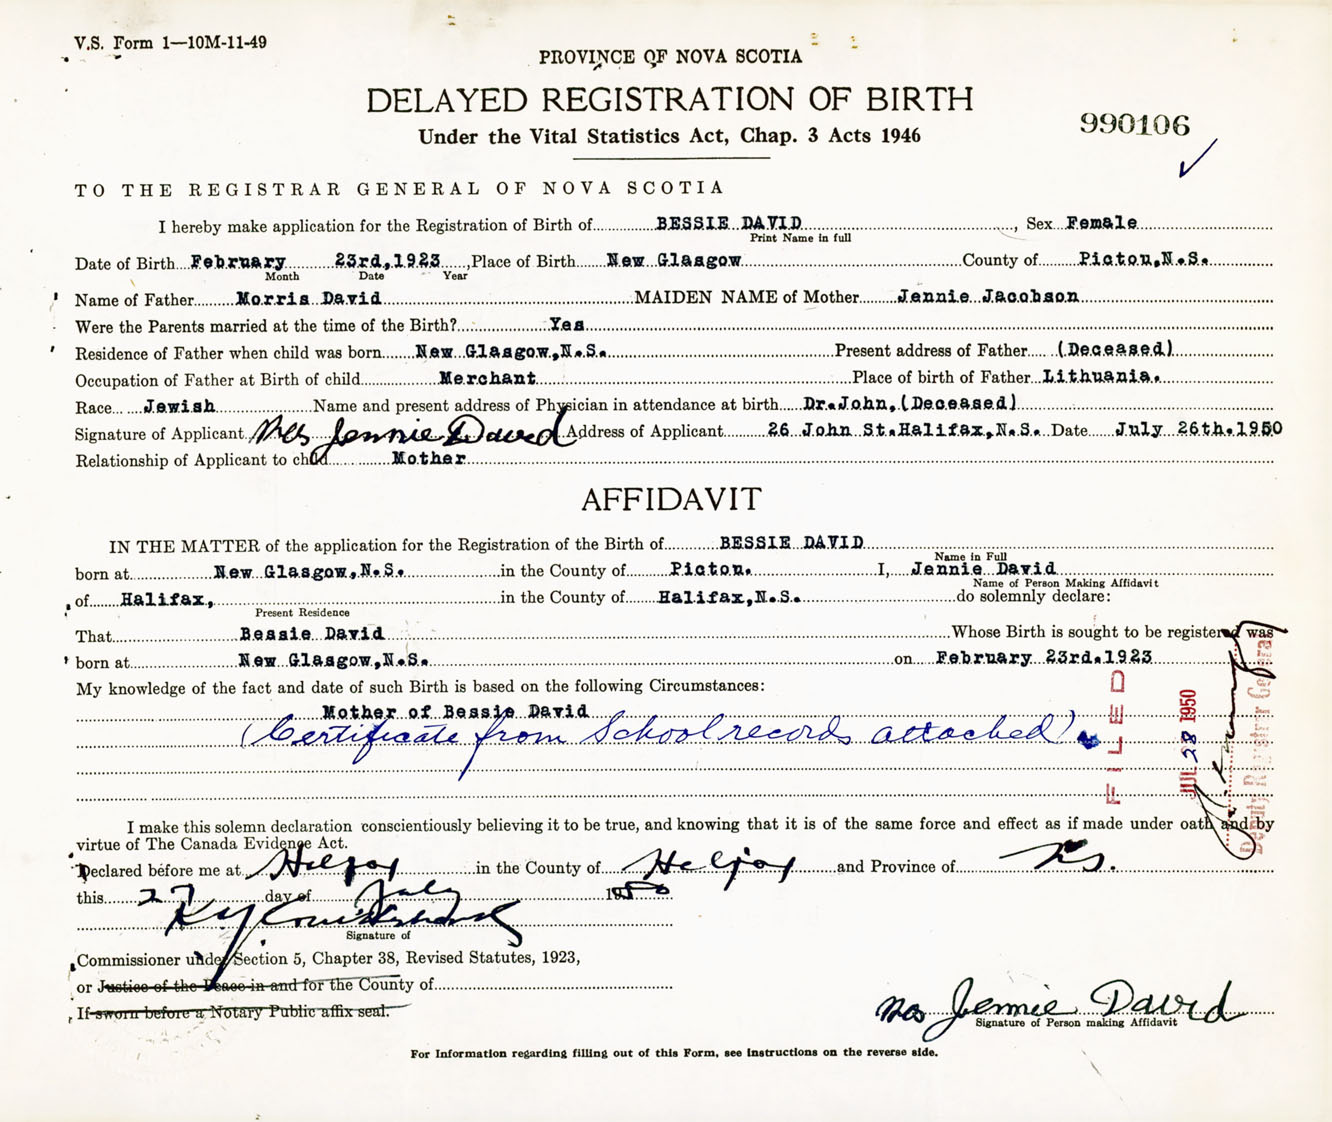 V.S. Form 1—10M-11-49
PROVINCE OF NOVA SCOTIA
DELAYED REGISTRATION OF BIRTH
990106
Under the Vital Statistics Act, Chap. 3 Acts 1946
TO THE REGISTRAR GENERAL OF NOVA SCOTIA
I hereby make application for the Registration of Birth of BESSIE DAVID, Sex Female
Print Name in full
Date of Birth February 23rd,1923, Place of Birth New Glasgow County of Picton,N.S.
Month Date Year
Name of Father Morris David MAIDEN NAME of Mother Jennie Jacobson
Were the Parents married at the time of the Birth? Yes
Residence of Father when child was born New Glasgow,N.S. Present address of Father (Deceased)
Occupation of Father at Birth of child Merchant Place of birth of Father Lithuania.
Race Jewish Name and present address of Physician in attendance at birth Dr.John,(Deceased)
Signature of Applicant Mrs Jennie David Address of Applicant 26 John St.Halifax,N.S. Date July 26th.1950
Relationship of Applicant to child Mother
AFFIDAVIT
IN THE MATTER of the application for the Registration of the Birth of BESSIE DAVID
Name in Full
born at New Glasgow,N.S. in the County of Picton. I, Jennie David
Name of Person Making Affidavit
of Halifax, in the County of Halifax,N.S. do solemnly declare:
Present Residence
That Bessie David Whose Birth is sought to be registered was
born at New Glasgow,N.S. on February 23rd.1923
My knowledge of the fact and date of such Birth is based on the following Circumstances:
Mother of Bessie David
(Certificate from School records attached)
FILED
JUL 28 1950
Deputy Registrar General
I make this solemn declaration conscientiously believing it to be true, and knowing that it is of the same force and effect as if made under oath and by
virtue of The Canada Evidence Act.
Declared before me at Halifax in the County of Halifax and Province of N.S.
this 27 day of July 1950
Signature of
Commissioner under Section 5, Chapter 38, Revised Statutes, 1923,
or Justice of the Peace in and for the County of
If sworn before a Notary Public affix seal.
Mrs Jennie David
Signature of Person making Affidavit
For Information regarding filling out of this Form, see instructions on the reverse side.